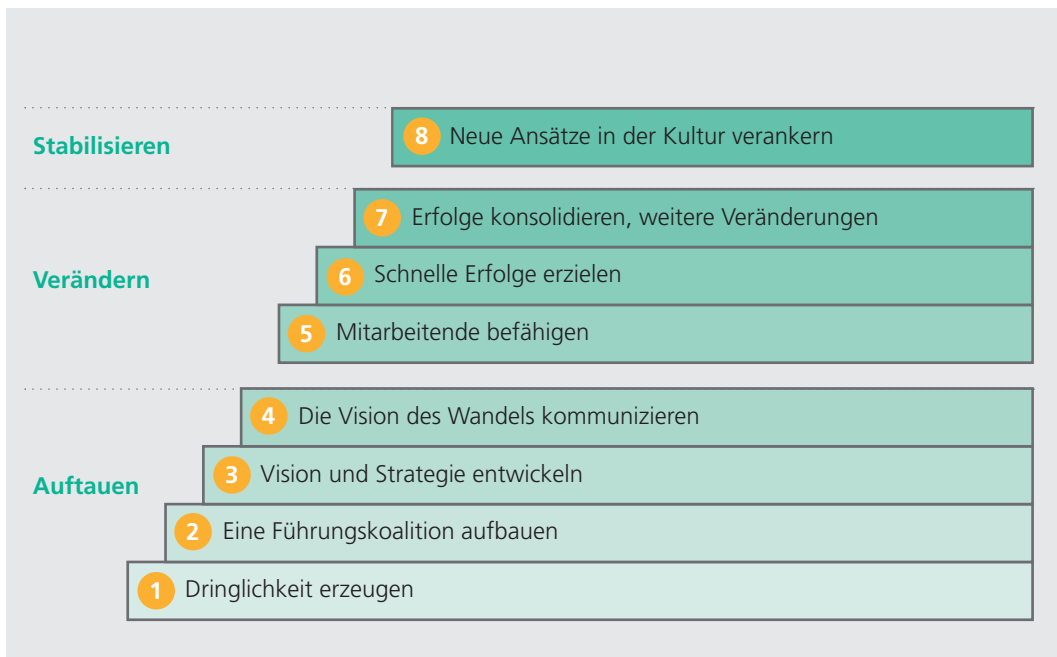 Stabilisieren
8 Neue Ansätze in der Kultur verankern
7 Erfolge konsolidieren, weitere Veränderungen
Verändern
6 Schnelle Erfolge erzielen
5 Mitarbeitende befähigen
4 Die Vision des Wandels kommunizieren
3 Vision und Strategie entwickeln
Auftauen
2 Eine Führungskoalition aufbauen
1 Dringlichkeit erzeugen